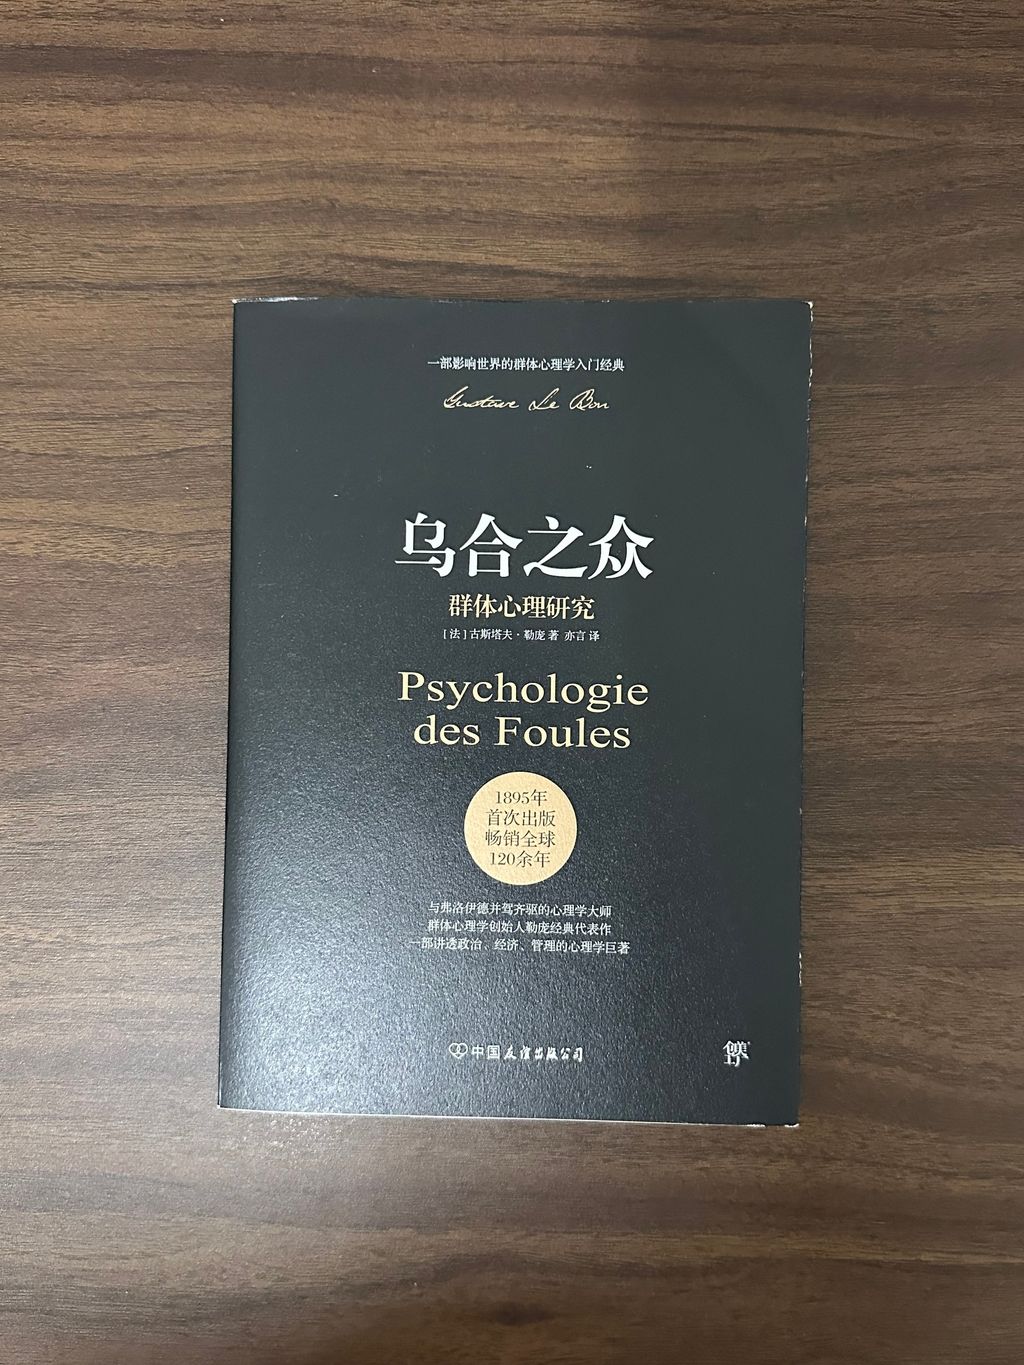 一部影响世界的群体心理学入门经典
Gustave Le Bon
乌合之众
群体心理研究
[法]古斯塔夫·勒庞 著 亦言 译
Psychologie
des Foules
1895年
首次出版
畅销全球
120余年
与弗洛伊德并驾齐驱的心理学大师
群体心理学创始人勒庞经典代表作
一部讲透政治、经济、管理的心理学巨著
中国友谊出版公司